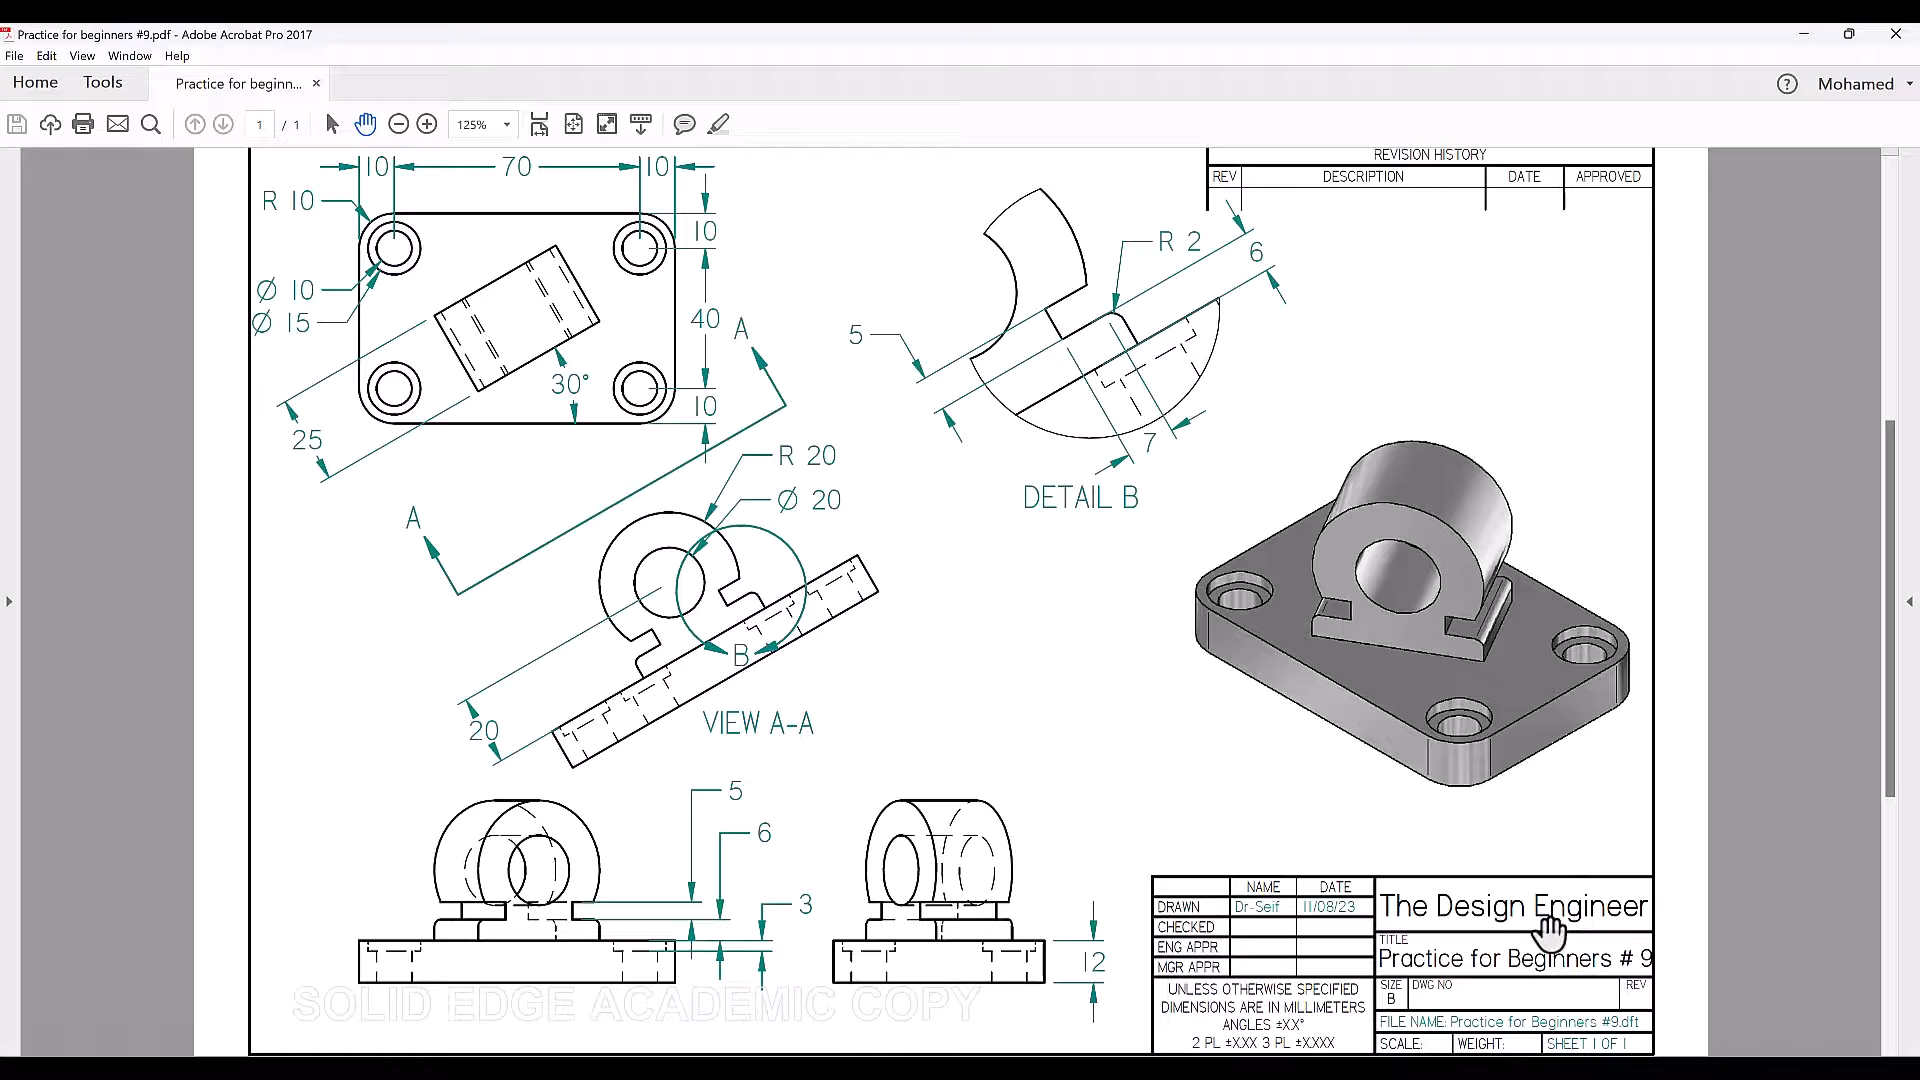 Practice for beginners #9.pdf - Adobe Acrobat Pro 2017
File Edit View Window Help
Home Tools Practice for beginn... ×
Mohamed
1 / 1 125%
REVISION HISTORY
REV DESCRIPTION DATE APPROVED
10 70 10
R 10
10
Ø 10
Ø 15
40
30°
10
25
A
A
R 2
6
5
7
DETAIL B
R 20
Ø 20
B
20
VIEW A-A
5
6
3
12
NAME DATE
DRAWN Dr-Seif 11/08/23
CHECKED
ENG APPR
MGR APPR
The Design Engineer
TITLE
Practice for Beginners # 9
UNLESS OTHERWISE SPECIFIED
DIMENSIONS ARE IN MILLIMETERS
ANGLES ±X.X°
2 PL ±X.XX 3 PL ±X.XXX
SIZE DWG NO REV
B
FILE NAME: Practice for Beginners #9.dft
SCALE: WEIGHT: SHEET 1 OF 1
SOLID EDGE ACADEMIC COPY